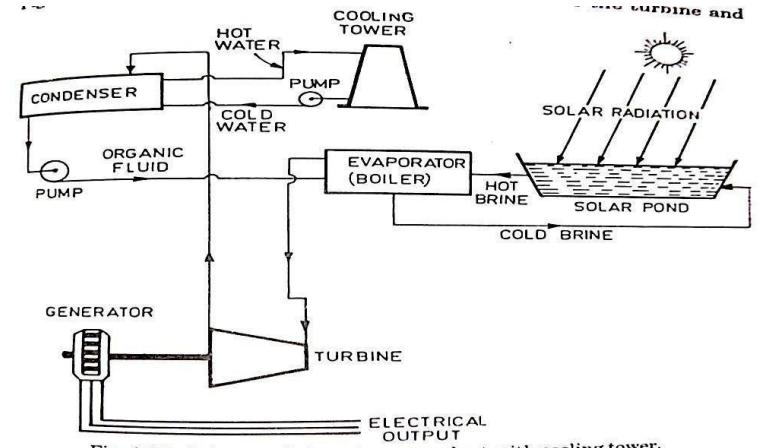 the turbine and
COOLING
TOWER
HOT
WATER
PUMP
CONDENSER
COLD
WATER
SOLAR RADIATION
ORGANIC
FLUID
PUMP
EVAPORATOR
(BOILER)
HOT
BRINE
SOLAR POND
COLD BRINE
GENERATOR
TURBINE
ELECTRICAL
OUTPUT
with cooling tower.